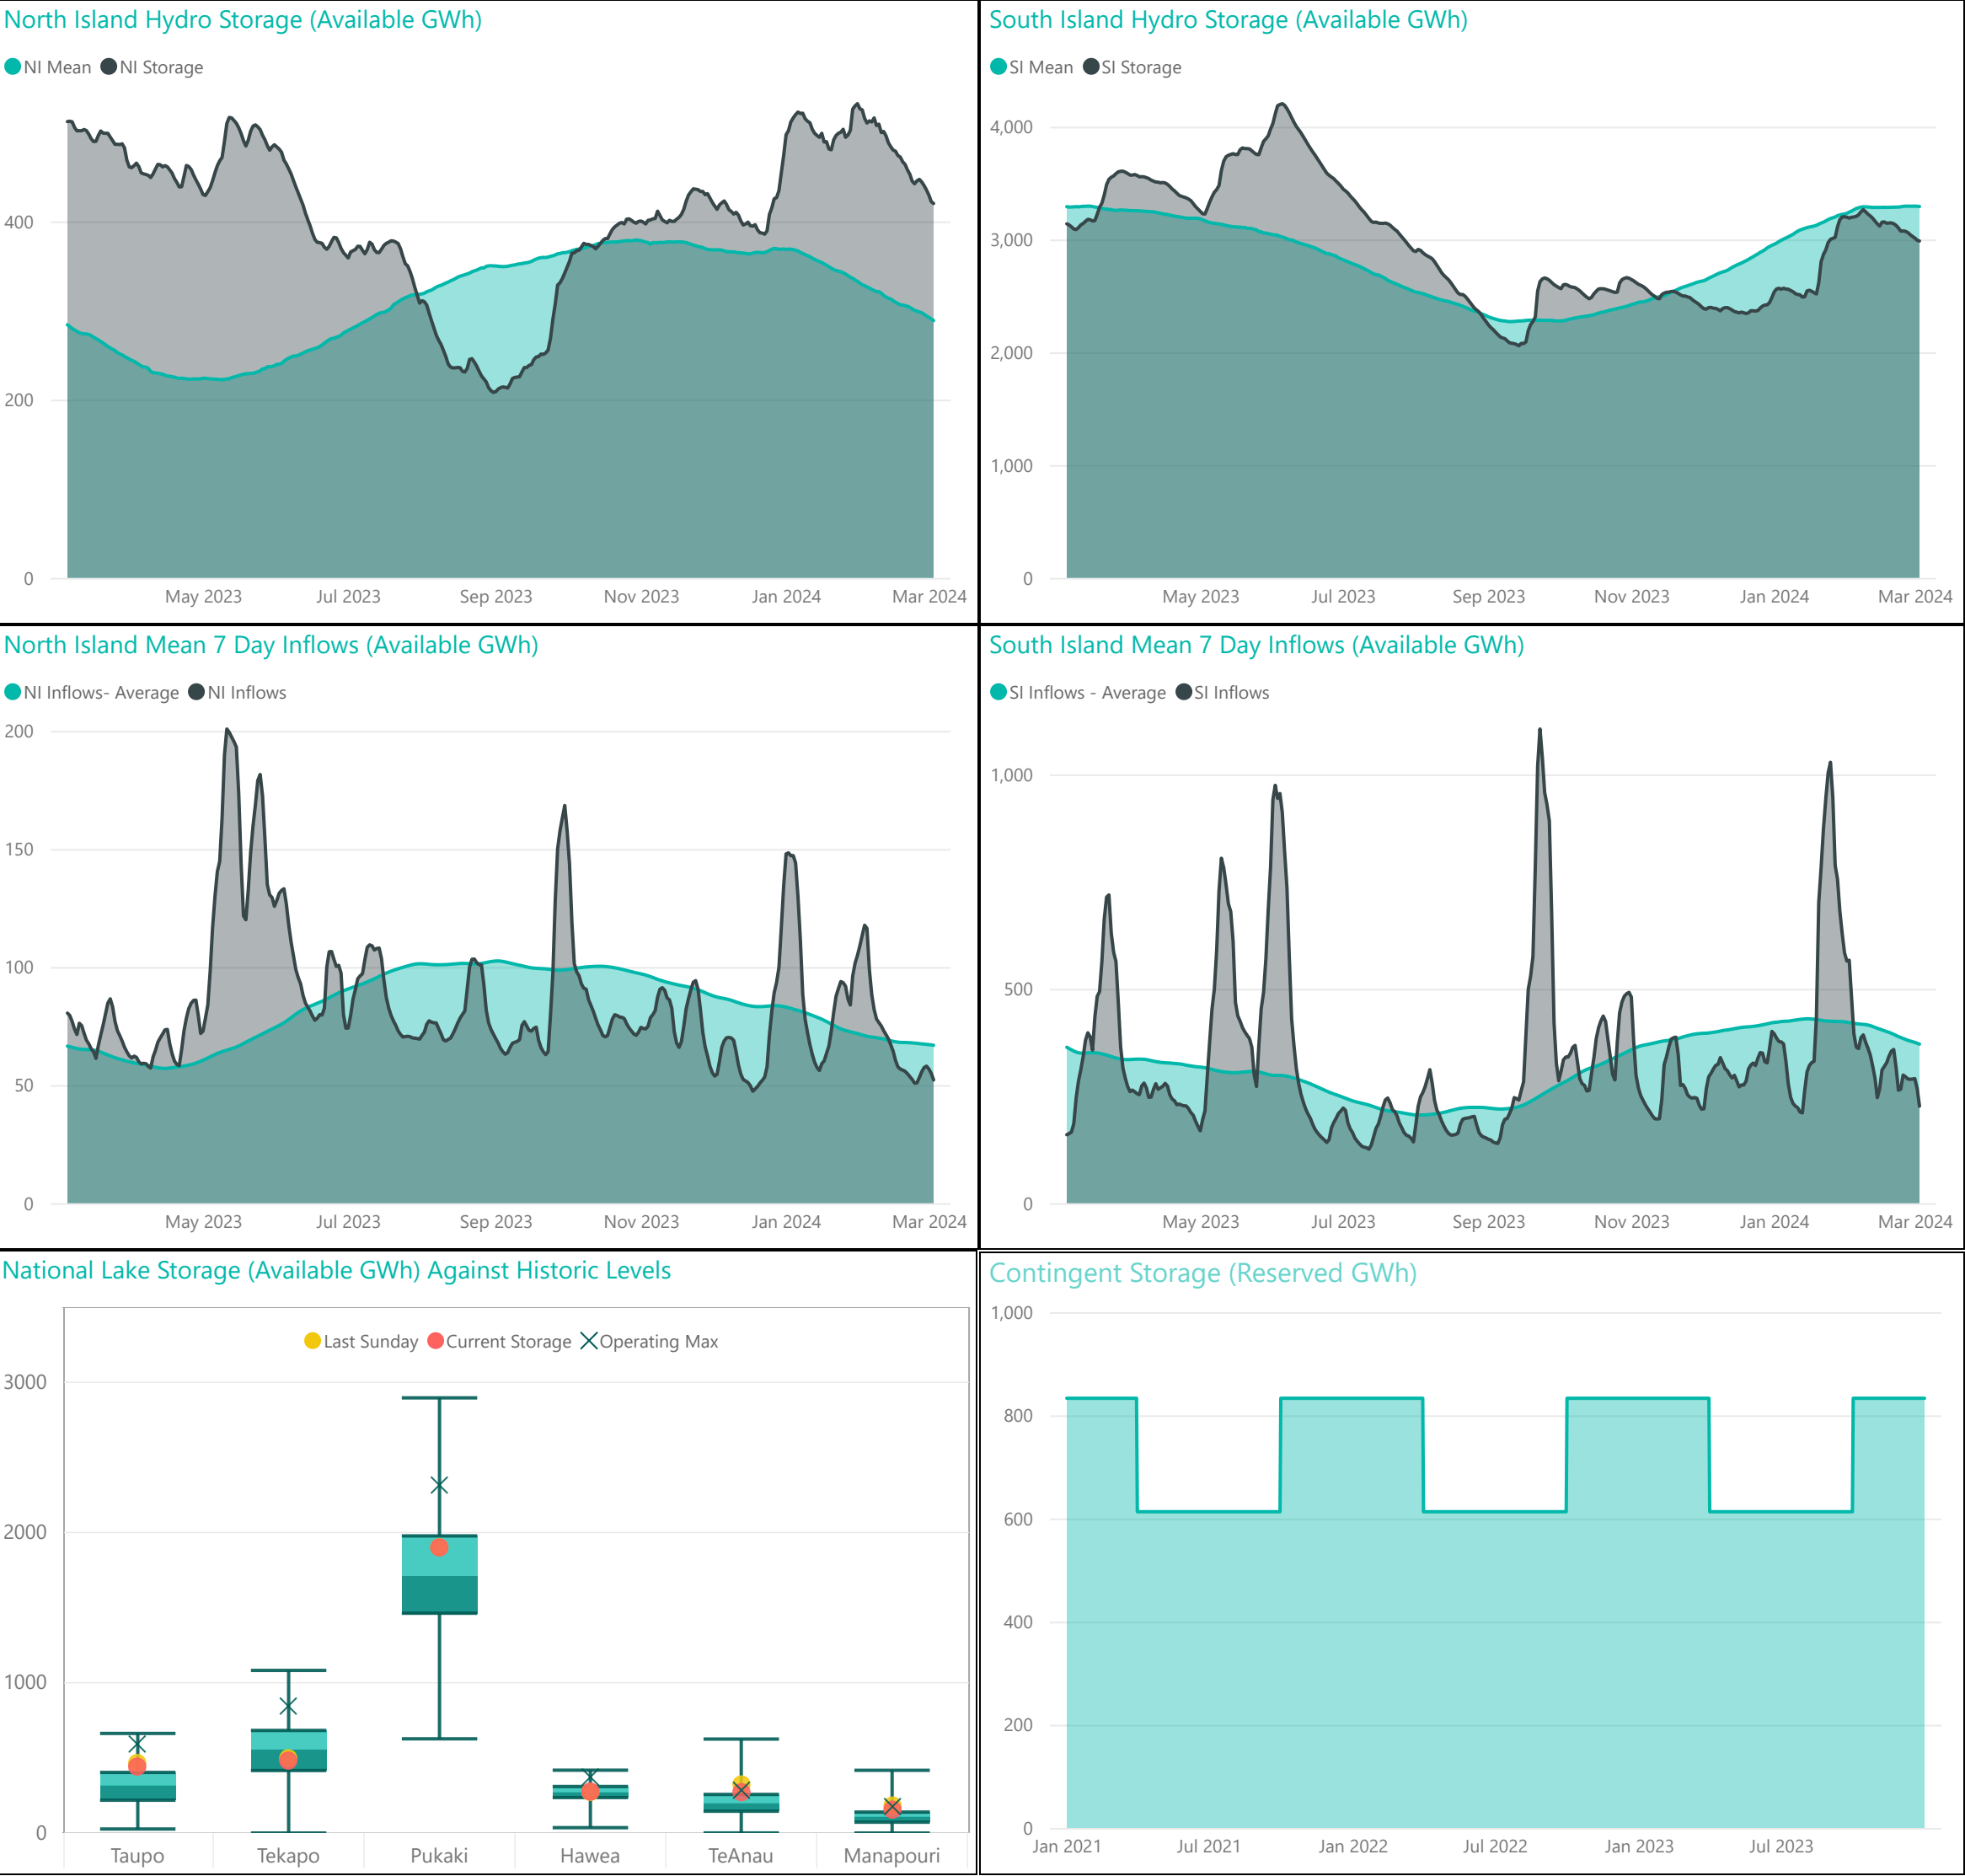 North Island Hydro Storage (Available GWh)
NI Mean NI Storage
400
200
0
May 2023 Jul 2023 Sep 2023 Nov 2023 Jan 2024 Mar 2024
South Island Hydro Storage (Available GWh)
SI Mean SI Storage
4,000
3,000
2,000
1,000
0
May 2023 Jul 2023 Sep 2023 Nov 2023 Jan 2024 Mar 2024
North Island Mean 7 Day Inflows (Available GWh)
NI Inflows- Average NI Inflows
200
150
100
50
0
May 2023 Jul 2023 Sep 2023 Nov 2023 Jan 2024 Mar 2024
South Island Mean 7 Day Inflows (Available GWh)
SI Inflows - Average SI Inflows
1,000
500
0
May 2023 Jul 2023 Sep 2023 Nov 2023 Jan 2024 Mar 2024
National Lake Storage (Available GWh) Against Historic Levels
Last Sunday Current Storage Operating Max
3000
2000
1000
0
Taupo Tekapo Pukaki Hawea TeAnau Manapouri
Contingent Storage (Reserved GWh)
1,000
800
600
400
200
0
Jan 2021 Jul 2021 Jan 2022 Jul 2022 Jan 2023 Jul 2023